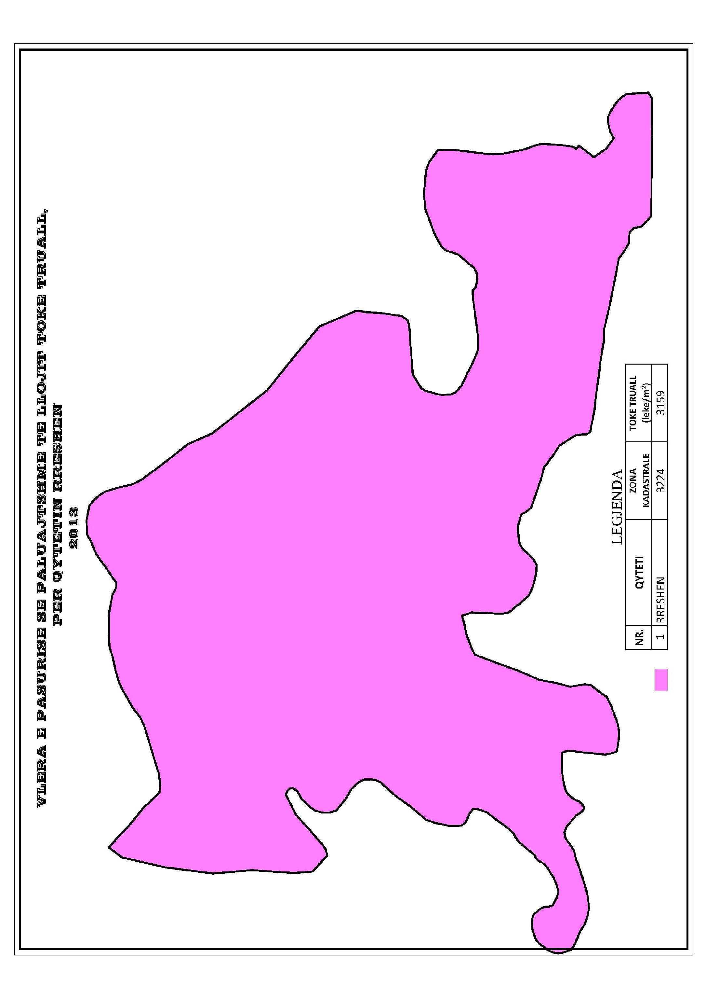 VLERA E PASURISE SE PALUAJTSHME TE LLOJIT TOKE TRUALL,
PER QYTETIN RRESHEN
2013
LEGJENDA
NR. QYTETI ZONA KADASTRALE TOKE TRUALL (leke/m²)
1 RRESHEN 3224 3159